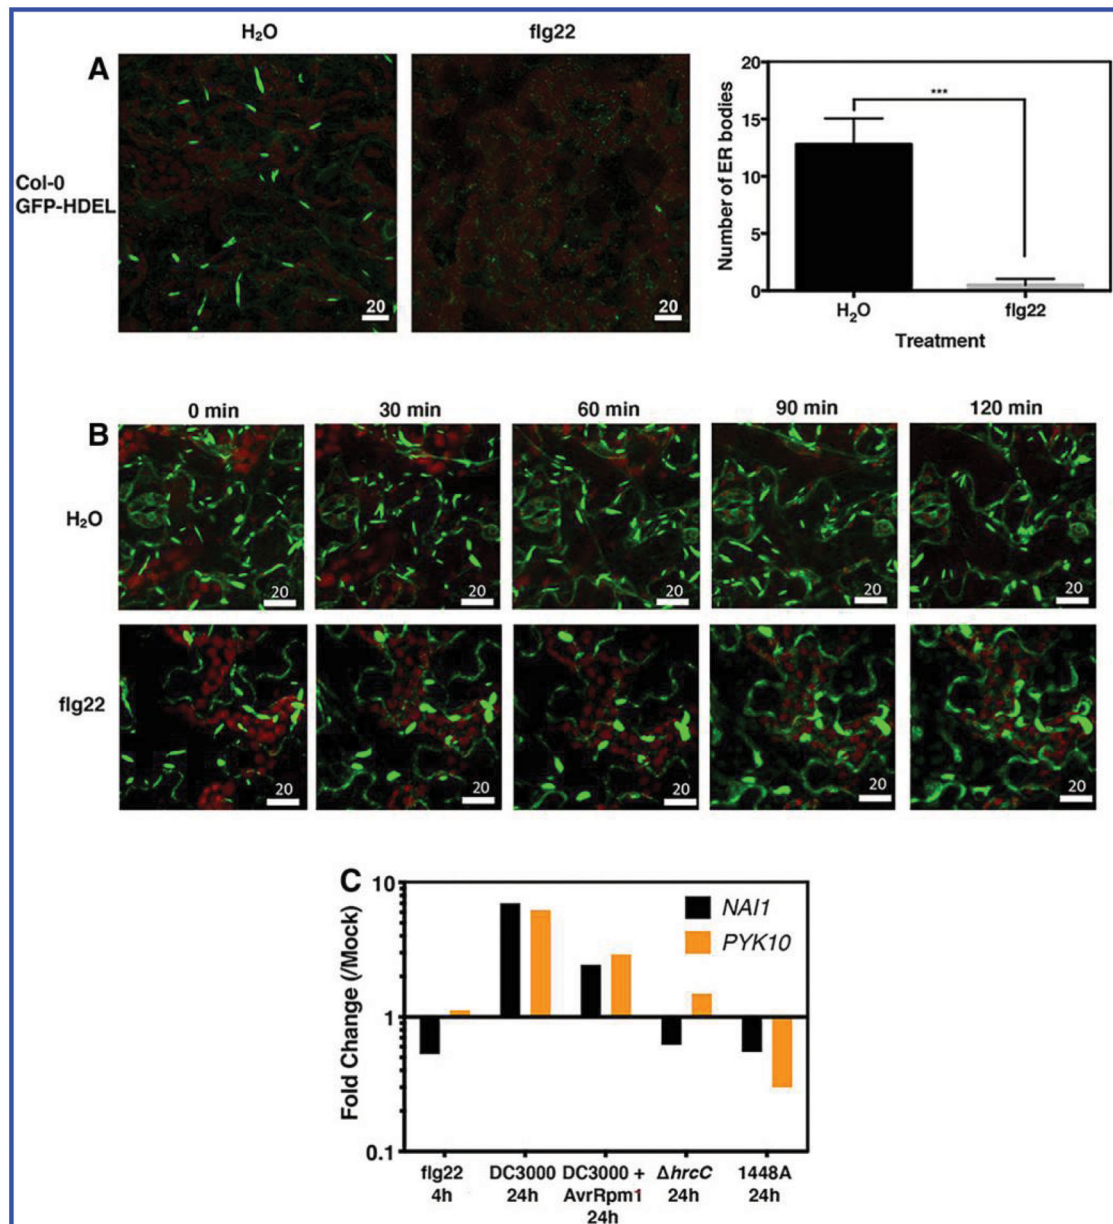 H₂O flg22
A
Col-0
GFP-HDEL
20 20
Number of ER bodies
20
15
10
5
0
***
H₂O flg22
Treatment
B
0 min 30 min 60 min 90 min 120 min
H₂O
20 20 20 20 20
flg22
20 20 20 20 20
C
Fold Change (/Mock)
10
1
0.1
NAI1
PYK10
flg22 DC3000 DC3000 + ΔhrcC 1448A
4h 24h AvrRpm1 24h 24h
24h